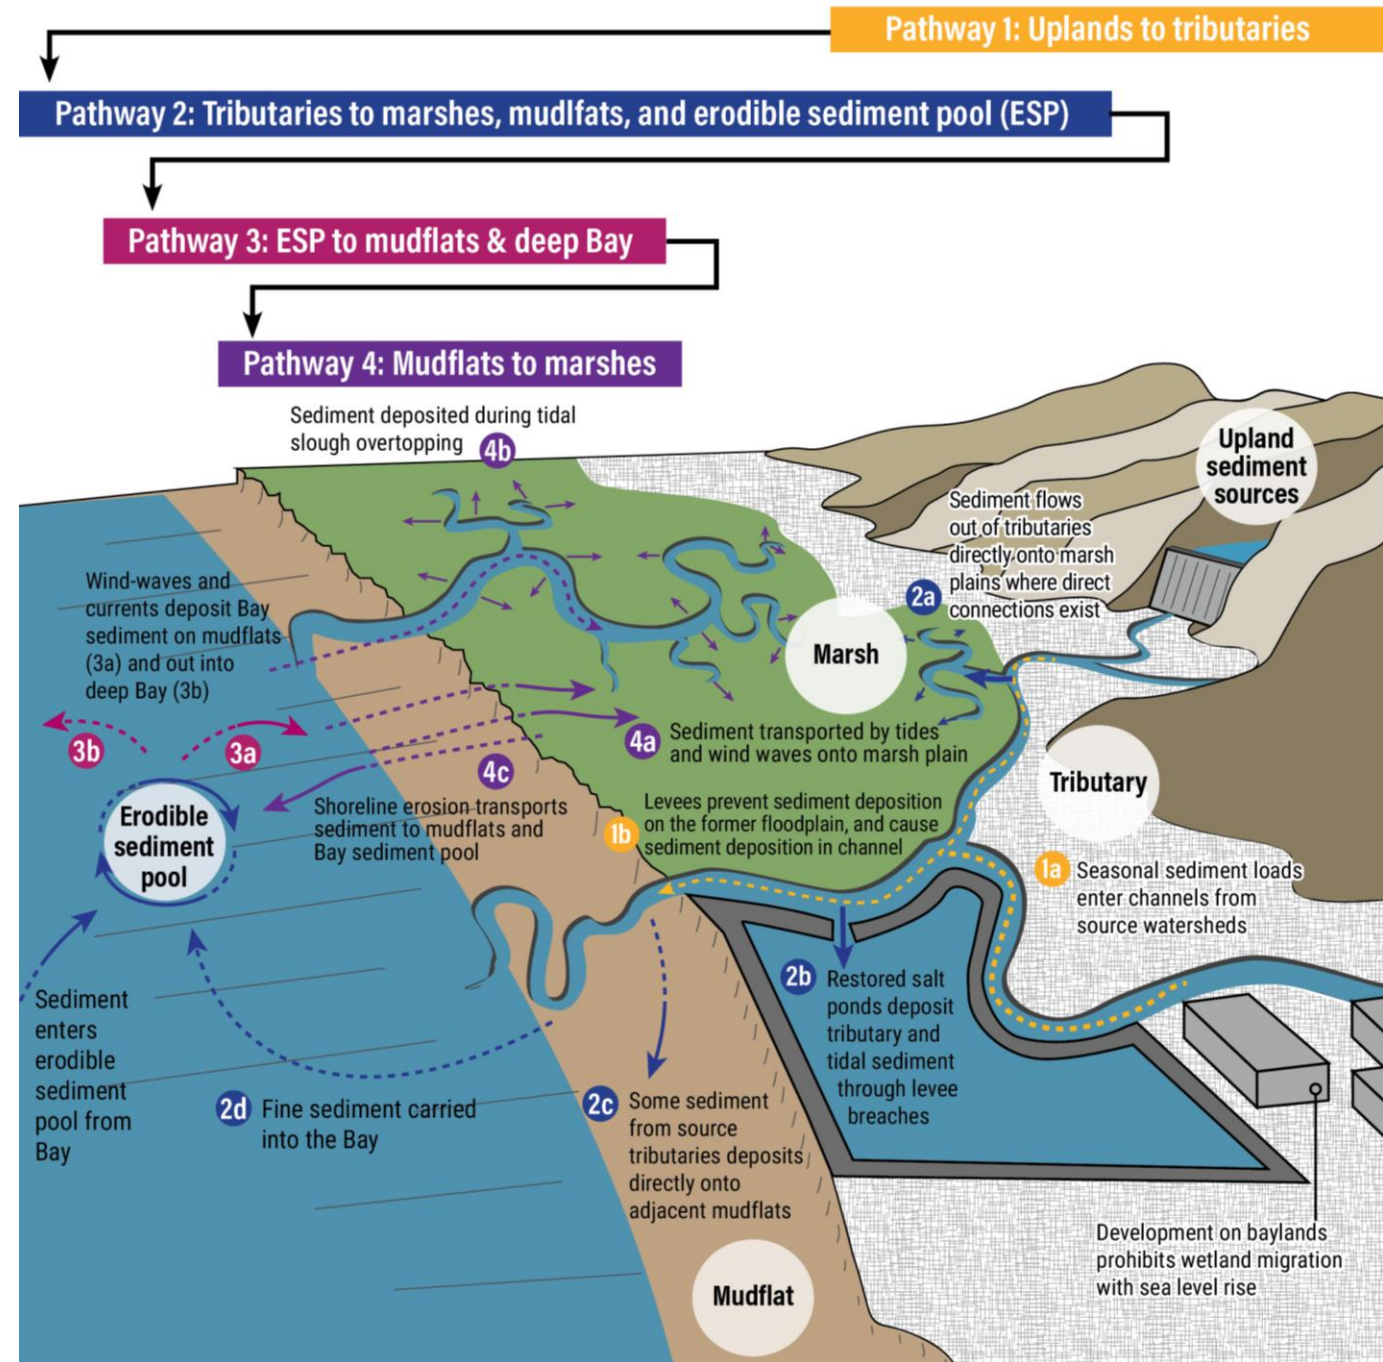 Pathway 1: Uplands to tributaries
Pathway 2: Tributaries to marshes, mudlfats, and erodible sediment pool (ESP)
Pathway 3: ESP to mudflats & deep Bay
Pathway 4: Mudflats to marshes
Sediment deposited during tidal
slough overtopping
4b
Upland
sediment
sources
Sediment flows
out of tributaries
directly onto marsh
plains where direct
connections exist
2a
Wind-waves and
currents deposit Bay
sediment on mudflats
(3a) and out into
deep Bay (3b)
Marsh
3b
3a
4a
Sediment transported by tides
and wind waves onto marsh plain
4c
Shoreline erosion transports
sediment to mudflats and
Bay sediment pool
Tributary
Erodible
sediment
pool
1b
Levees prevent sediment deposition
on the former floodplain, and cause
sediment deposition in channel
1a
Seasonal sediment loads
enter channels from
source watersheds
2b
Restored salt
ponds deposit
tributary and
tidal sediment
through levee
breaches
Sediment
enters
erodible
sediment
pool from
Bay
2d
Fine sediment carried
into the Bay
2c
Some sediment
from source
tributaries deposits
directly onto
adjacent mudflats
Development on baylands
prohibits wetland migration
with sea level rise
Mudflat